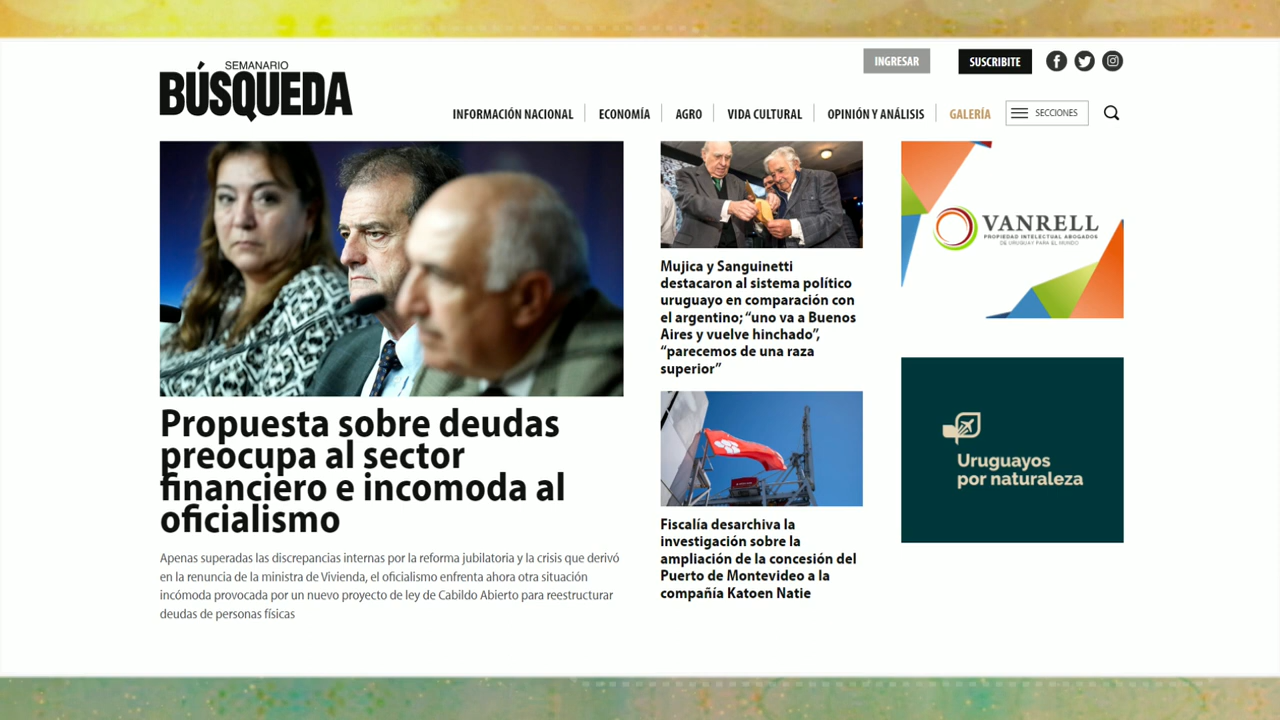 SEMANARIO
BÚSQUEDA
INGRESAR
SUSCRIBITE
INFORMACIÓN NACIONAL
ECONOMÍA
AGRO
VIDA CULTURAL
OPINIÓN Y ANÁLISIS
GALERÍA
SECCIONES
Propuesta sobre deudas
preocupa al sector
financiero e incomoda al
oficialismo
Apenas superadas las discrepancias internas por la reforma jubilatoria y la crisis que derivó
en la renuncia de la ministra de Vivienda, el oficialismo enfrenta ahora otra situación
incómoda provocada por un nuevo proyecto de ley de Cabildo Abierto para reestructurar
deudas de personas físicas
Mujica y Sanguinetti
destacaron al sistema político
uruguayo en comparación con
el argentino; “uno va a Buenos
Aires y vuelve hinchado”,
“parecemos de una raza
superior”
Fiscalía desarchiva la
investigación sobre la
ampliación de la concesión del
Puerto de Montevideo a la
compañía Katoen Natie
VANRELL
PROPIEDAD INTELECTUAL ABOGADOS
DE URUGUAY PARA EL MUNDO
Uruguayos
por naturaleza